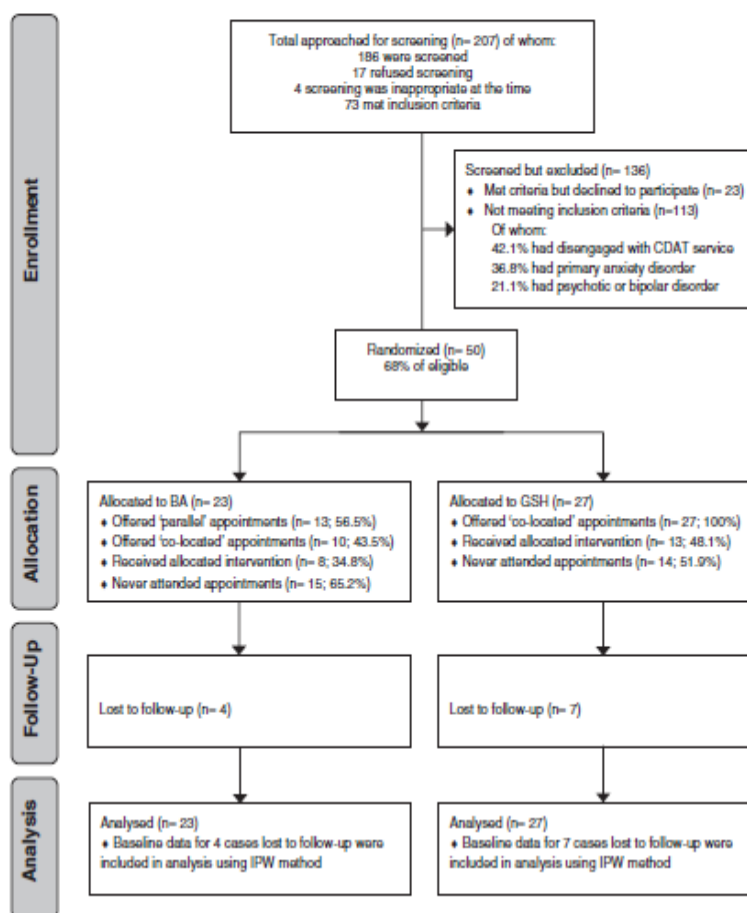 Enrollment
Total approached for screening (n= 207) of whom:
186 were screened
17 refused screening
4 screening was inappropriate at the time
73 met inclusion criteria
Screened but excluded (n= 136)
♦ Met criteria but declined to participate (n= 23)
♦ Not meeting inclusion criteria (n=113)
Of whom:
42.1% had disengaged with CDAT service
36.8% had primary anxiety disorder
21.1% had psychotic or bipolar disorder
Randomized (n= 50)
68% of eligible
Allocation
Allocated to BA (n= 23)
♦ Offered 'parallel' appointments (n= 13; 56.5%)
♦ Offered 'co-located' appointments (n= 10; 43.5%)
♦ Received allocated intervention (n= 8; 34.8%)
♦ Never attended appointments (n= 15; 65.2%)
Allocated to GSH (n= 27)
♦ Offered 'co-located' appointments (n= 27; 100%)
♦ Received allocated intervention (n= 13; 48.1%)
♦ Never attended appointments (n= 14; 51.9%)
Follow-Up
Lost to follow-up (n= 4)
Lost to follow-up (n= 7)
Analysis
Analysed (n= 23)
♦ Baseline data for 4 cases lost to follow-up were
included in analysis using IPW method
Analysed (n= 27)
♦ Baseline data for 7 cases lost to follow-up were
included in analysis using IPW method